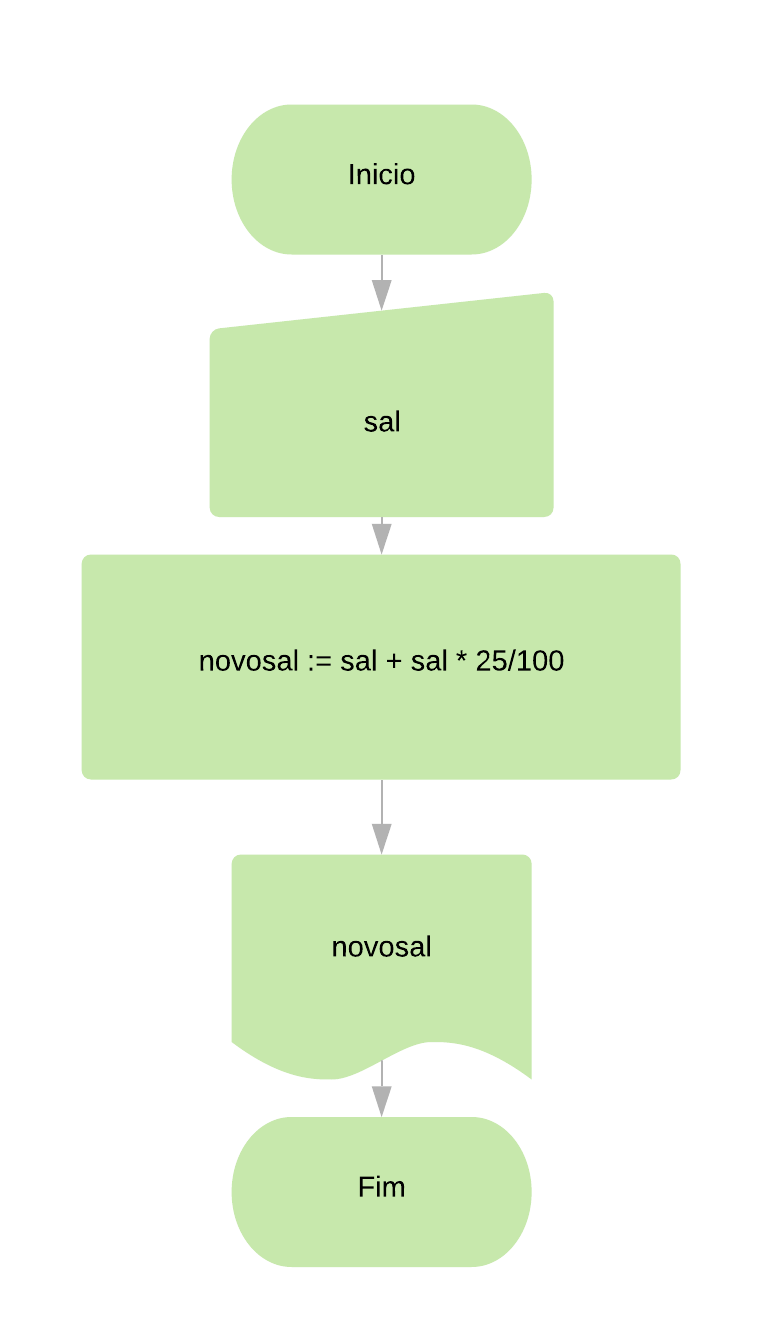 Inicio
sal
novosal := sal + sal * 25/100
novosal
Fim